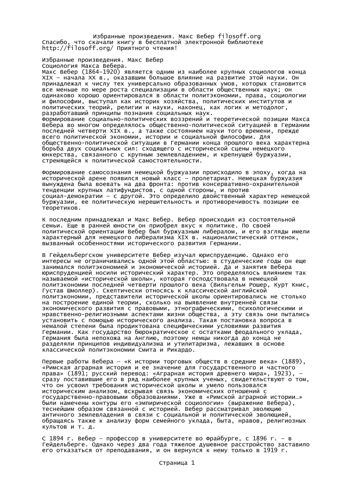 Избранные произведения. Макс Вебер filosoff.org
Спасибо, что скачали книгу в бесплатной электронной библиотеке
http://filosoff.org/ Приятного чтения!
Избранные произведения. Макс Вебер
Социология Макса Вебера.
Макс Вебер (1864-1920) является одним из наиболее крупных социологов конца
XIX – начала XX в., оказавшим большое влияние на развитие этой науки. Он
принадлежал к числу тех универсально образованных умов, которых становится
все меньше по мере роста специализации в области общественных наук; он
одинаково хорошо ориентировался в области политэкономии, права, социологии
и философии, выступал как историк хозяйства, политических институтов и
политических теорий, религии и науки, наконец, как логик и методолог,
разработавший принципы познания социальных наук.
Формирование социально-политических воззрений и теоретической позиции Макса
Вебера во многом определялось общественно-политической ситуацией в Германии
последней четверти XIX в., а также состоянием науки того времени, прежде
всего политической экономии, истории и социальной философии. Для
общественно-политической ситуации в Германии конца прошлого века характерна
борьба двух социальных сил: сходящего с исторической сцены немецкого
юнкерства, связанного с крупным землевладением, и крепнущей буржуазии,
стремящейся к политической самостоятельности.
Формирование самосознания немецкой буржуазии происходило в эпоху, когда на
исторической арене появился новый класс – пролетариат. Немецкая буржуазия
вынуждена была воевать на два фронта: против консервативно-охранительной
тенденции крупных латифундистов, с одной стороны, и против
социал-демократии – с другой. Это определило двойственный характер немецкой
буржуазии, ее политическую нерешительность и противоречивость позиции ее
теоретиков.
К последним принадлежал и Макс Вебер. Вебер происходил из состоятельной
семьи. Еще в ранней юности он приобрел вкус к политике. По своей
политической ориентации Вебер был буржуазным либералом, и его взгляды имели
характерный для немецкого либерализма XIX в. националистический оттенок,
вызванный особенностями исторического развития Германии.
В Гейдельбергском университете Вебер изучал юриспруденцию. Однако его
интересы не ограничивались одной этой областью: в студенческие годы он еще
занимался политэкономией и экономической историей. Да и занятия Вебера
юриспруденцией носили исторический характер. Это определялось влиянием так
называемой «исторической школы», которая господствовала в немецкой
политэкономии последней четверти прошлого века (Вильгельм Рошер, Курт Книс,
Густав Шмоллер). Скептически относясь к классической английской
политэкономии, представители исторической школы ориентировались не столько
на построение единой теории, сколько на выявление внутренней связи
экономического развития с правовыми, этнографическими, психологическими и
нравственно-религиозными аспектами жизни общества, а эту связь они пытались
установить с помощью исторического анализа. Такая постановка вопроса в
немалой степени была продиктована специфичными условиями развития
Германии. Как государство бюрократическое с остатками феодального уклада,
Германия была непохожа на Англию, поэтому немцы никогда до конца не
разделяли принципов индивидуализма и утилитаризма, лежавших в основе
классической политэкономии Смита и Рикардо.
Первые работы Вебера – «К истории торговых обществ в средние века» (1889),
«Римская аграрная история и ее значение для государственного и частного
права» (1891; русский перевод: «Аграрная история древнего мира», 1923), –
сразу поставившие его в ряд наиболее крупных ученых, свидетельствуют о том,
что он усвоил требования исторической школы и умело пользовался
историческим анализом, вскрывая связь экономических отношений с
государственно-правовыми образованиями. Уже в «Римской аграрной истории…»
были намечены контуры его «эмпирической социологии» (выражение Вебера),
теснейшим образом связанной с историей. Вебер рассматривал эволюцию
античного землевладения в связи с социальной и политической эволюцией,
обращаясь также к анализу форм семейного уклада, быта, нравов, религиозных
культов и т. д.
С 1894 г. Вебер – профессор в университете во Фрайбурге, с 1896 г. – в
Гейдельберге. Однако через два года тяжелое душевное расстройство заставило
его отказаться от преподавания, и он вернулся к нему только в 1919 г.
Страница 1